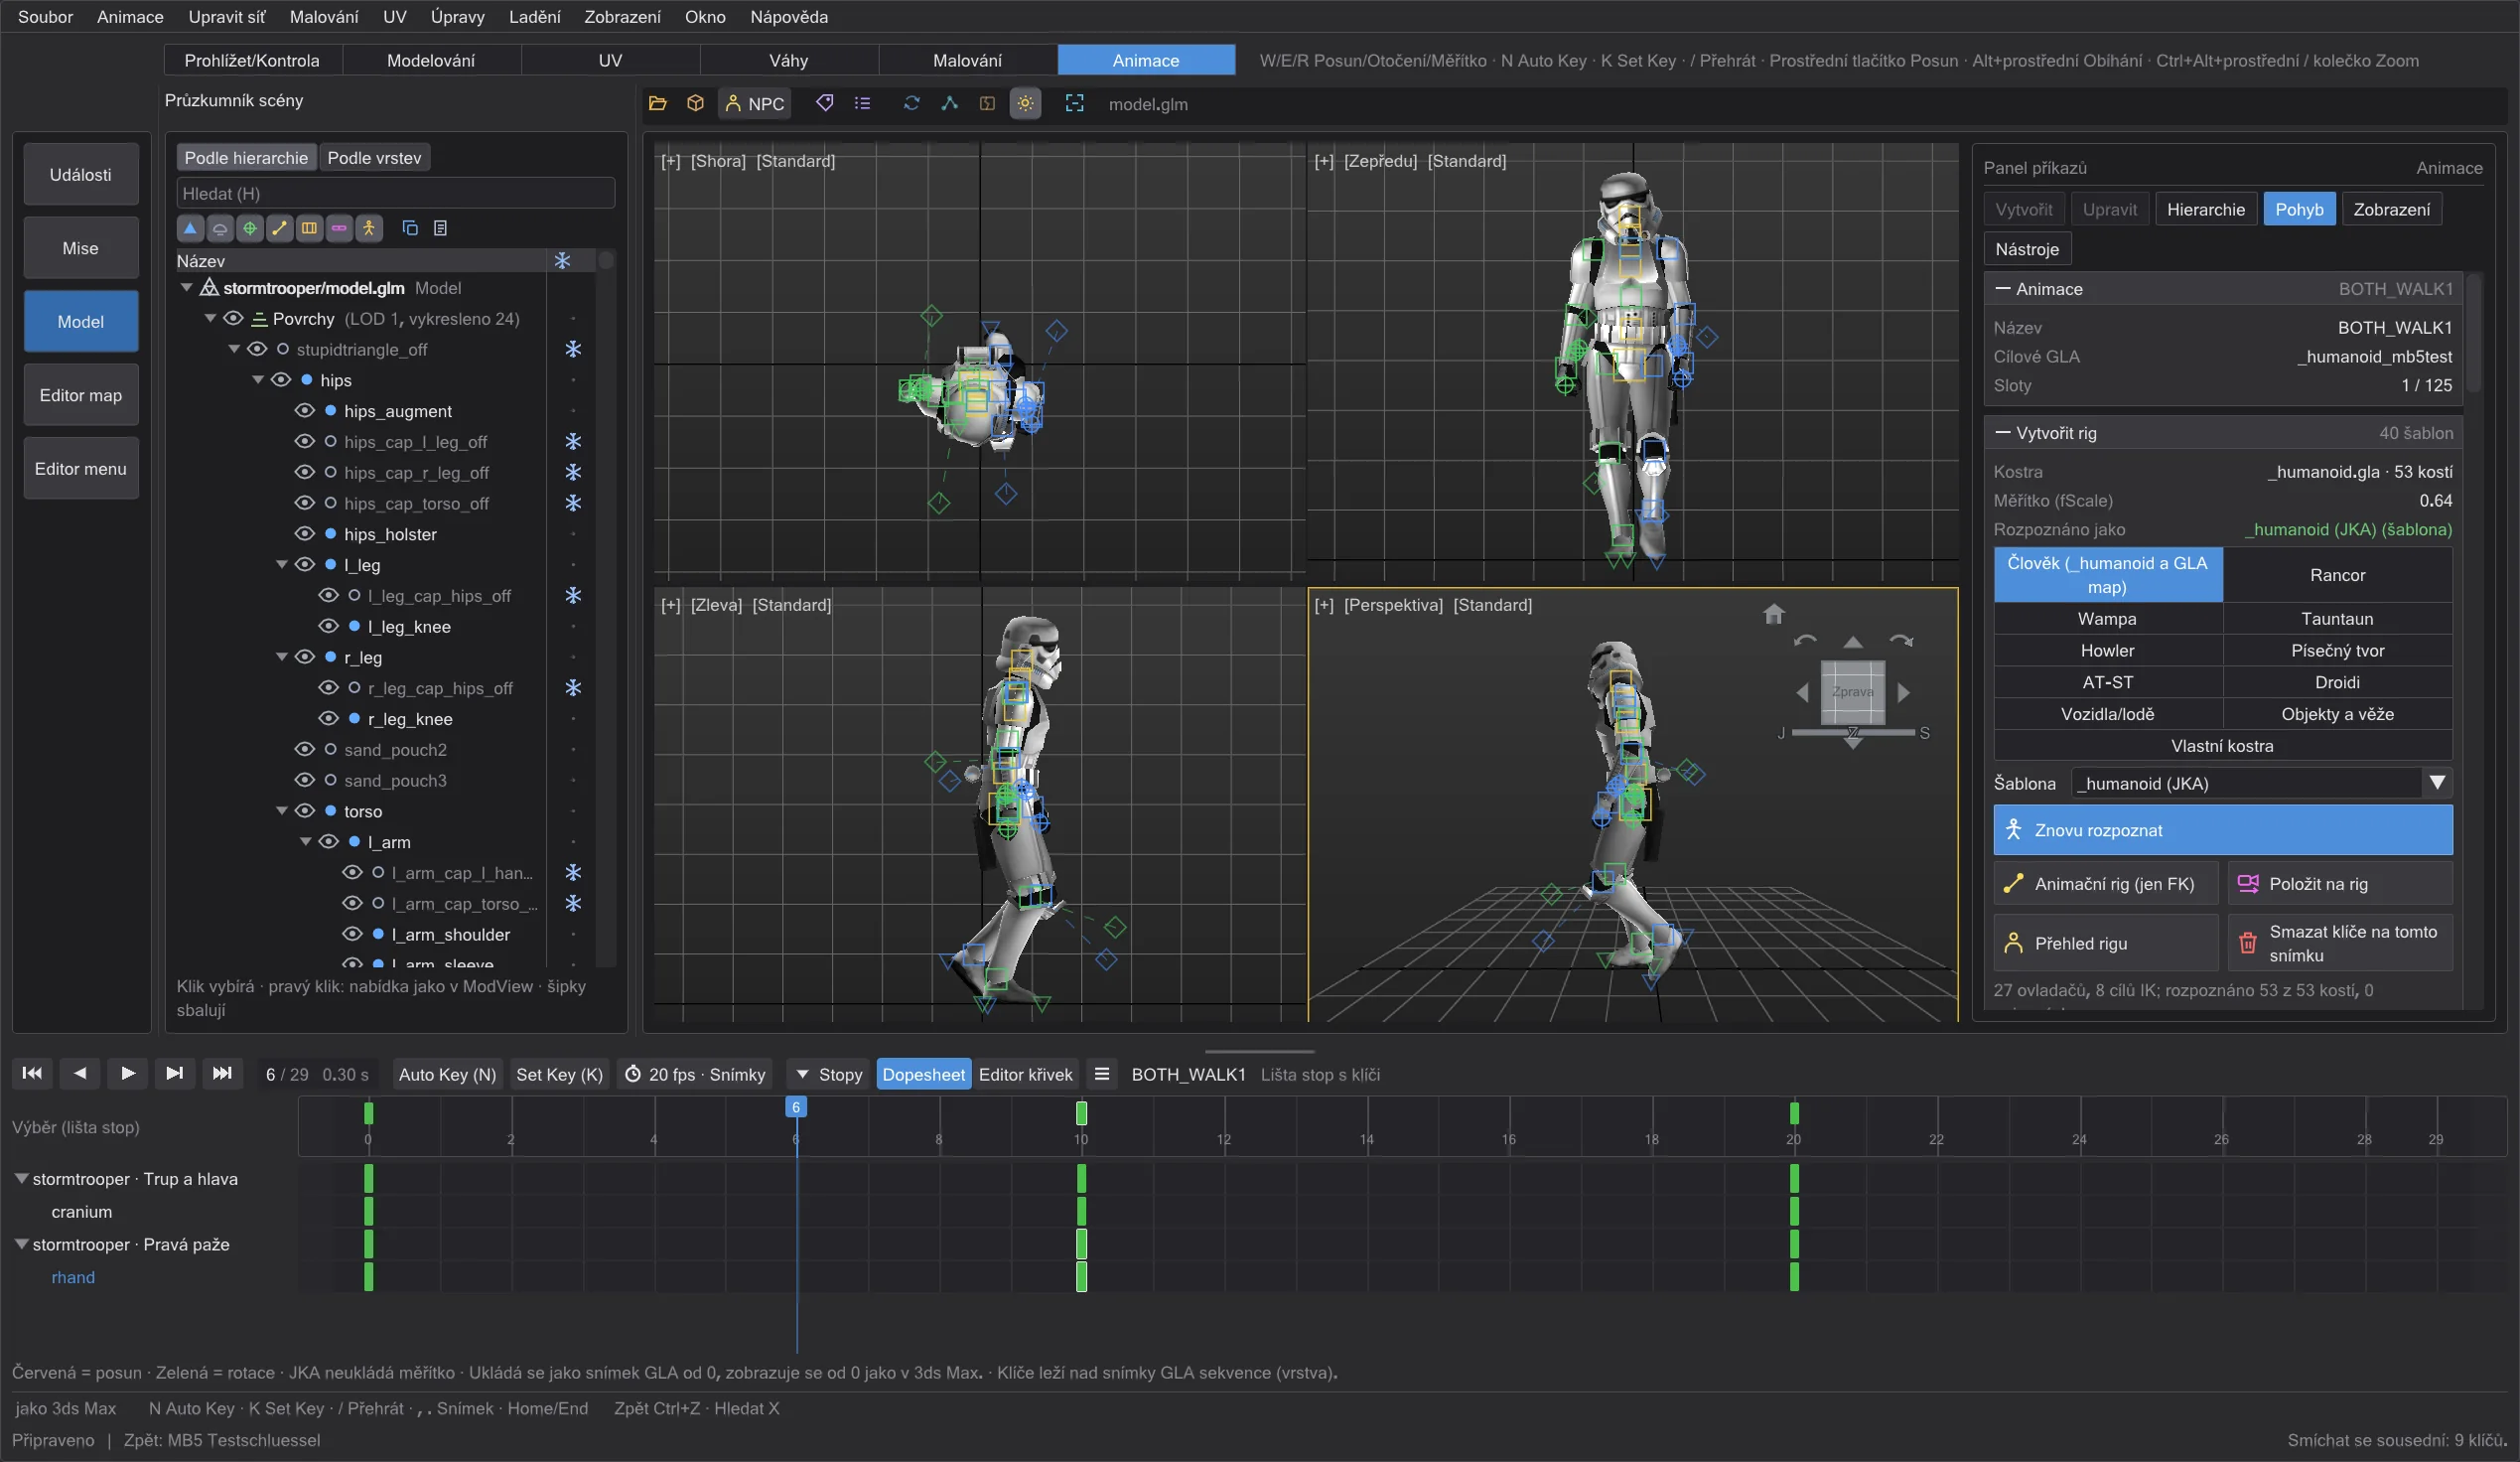 Soubor Animace Upravit síť Malování UV Úpravy Ladění Zobrazení Okno Nápověda
Prohlížet/Kontrola Modelování UV Váhy Malování Animace W/E/R Posun/Otočení/Měřítko · N Auto Key · K Set Key · / Přehrát · Prostřední tlačítko Posun · Alt+prostřední Obíhání · Ctrl+Alt+prostřední / kolečko Zoom
Průzkumník scény
NPC model.glm
Události
Mise
Model
Editor map
Editor menu
Podle hierarchie Podle vrstev
Hledat (H)
Název
stormtrooper/model.glm Model
Povrchy (LOD 1, vykresleno 24)
stupidtriangle_off
hips
hips_augment
hips_cap_l_leg_off
hips_cap_r_leg_off
hips_cap_torso_off
hips_holster
l_leg
l_leg_cap_hips_off
l_leg_knee
r_leg
r_leg_cap_hips_off
r_leg_knee
sand_pouch2
sand_pouch3
torso
l_arm
l_arm_cap_l_han...
l_arm_cap_torso_...
l_arm_shoulder
l_arm_sleeve
Klik vybírá · pravý klik: nabídka jako v ModView · šipky
sbalují
[+] [Shora] [Standard]
[+] [Zepředu] [Standard]
[+] [Zleva] [Standard]
[+] [Perspektiva] [Standard]
Zprava
J Z S
Panel příkazů Animace
Vytvořit Upravit Hierarchie Pohyb Zobrazení
Nástroje
Animace BOTH_WALK1
Název BOTH_WALK1
Cílové GLA _humanoid_mb5test
Sloty 1 / 125
Vytvořit rig 40 šablon
Kostra _humanoid.gla · 53 kostí
Měřítko (fScale) 0.64
Rozpoznáno jako _humanoid (JKA) (šablona)
Člověk (_humanoid a GLA
map)
Rancor
Wampa Tauntaun
Howler Písečný tvor
AT-ST Droidi
Vozidla/lodě Objekty a věže
Vlastní kostra
Šablona _humanoid (JKA)
Znovu rozpoznat
Animační rig (jen FK) Položit na rig
Přehled rigu
Smazat klíče na tomto
snímku
27 ovladačů, 8 cílů IK; rozpoznáno 53 z 53 kostí, 0
6 / 29 0.30 s Auto Key (N) Set Key (K) 20 fps · Snímky Stopy Dopesheet Editor křivek BOTH_WALK1 Lišta stop s klíči
6
Výběr (lišta stop)
0 2 4 6 8 10 12 14 16 18 20 22 24 26 28 29
stormtrooper · Trup a hlava
cranium
stormtrooper · Pravá paže
rhand
Červená = posun · Zelená = rotace · JKA neukládá měřítko · Ukládá se jako snímek GLA od 0, zobrazuje se od 0 jako v 3ds Max. · Klíče leží nad snímky GLA sekvence (vrstva).
jako 3ds Max N Auto Key · K Set Key · / Přehrát · , . Snímek · Home/End Zpět Ctrl+Z · Hledat X
Připraveno | Zpět: MB5 Testschluessel Smíchat se sousední: 9 klíčů.